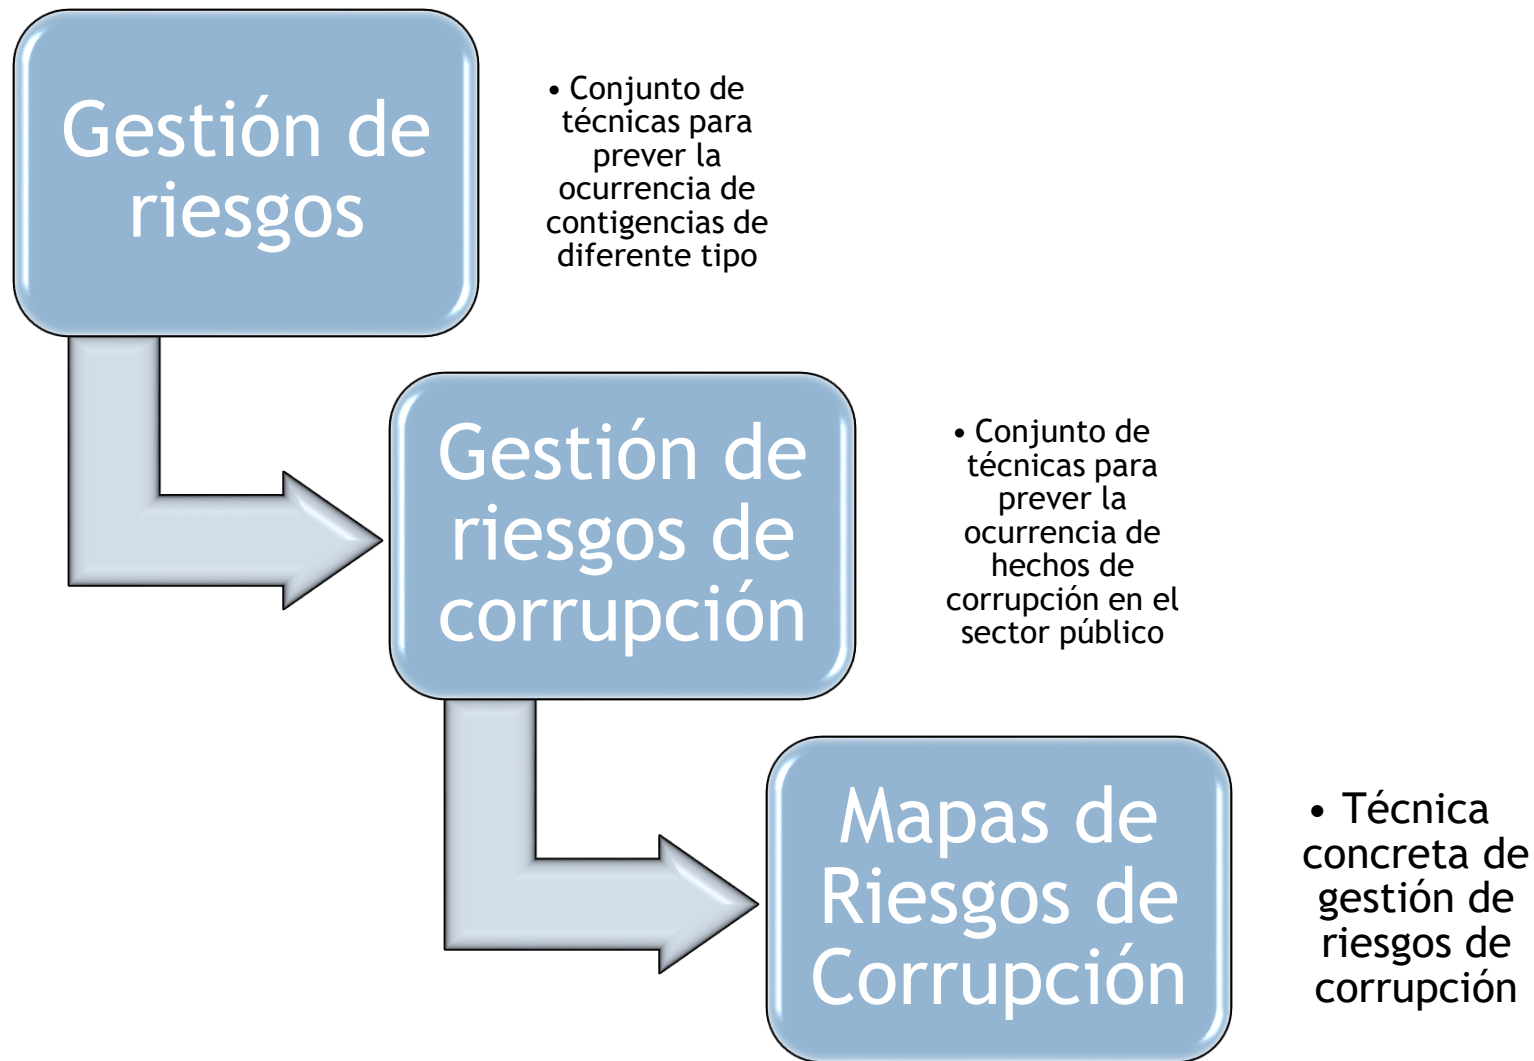 Gestión de
riesgos
• Conjunto de
técnicas para
prever la
ocurrencia de
contigencias de
diferente tipo
Gestión de
riesgos de
corrupción
• Conjunto de
técnicas para
prever la
ocurrencia de
hechos de
corrupción en el
sector público
Mapas de
Riesgos de
Corrupción
• Técnica
concreta de
gestión de
riesgos de
corrupción